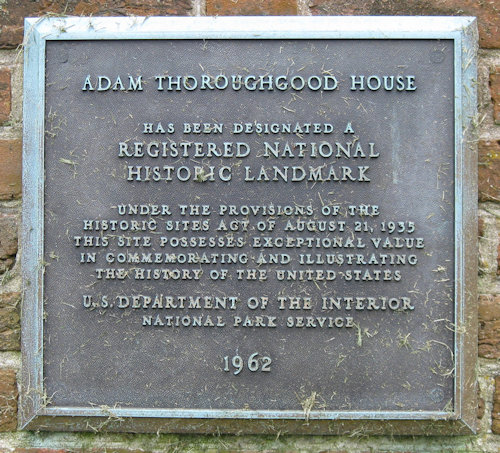 ADAM THOROUGHGOOD HOUSE
HAS BEEN DESIGNATED A
REGISTERED NATIONAL
HISTORIC LANDMARK
UNDER THE PROVISIONS OF THE
HISTORIC SITES ACT OF AUGUST 21, 1935
THIS SITE POSSESSES EXCEPTIONAL VALUE
IN COMMEMORATING AND ILLUSTRATING
THE HISTORY OF THE UNITED STATES
U.S. DEPARTMENT OF THE INTERIOR
NATIONAL PARK SERVICE
1962